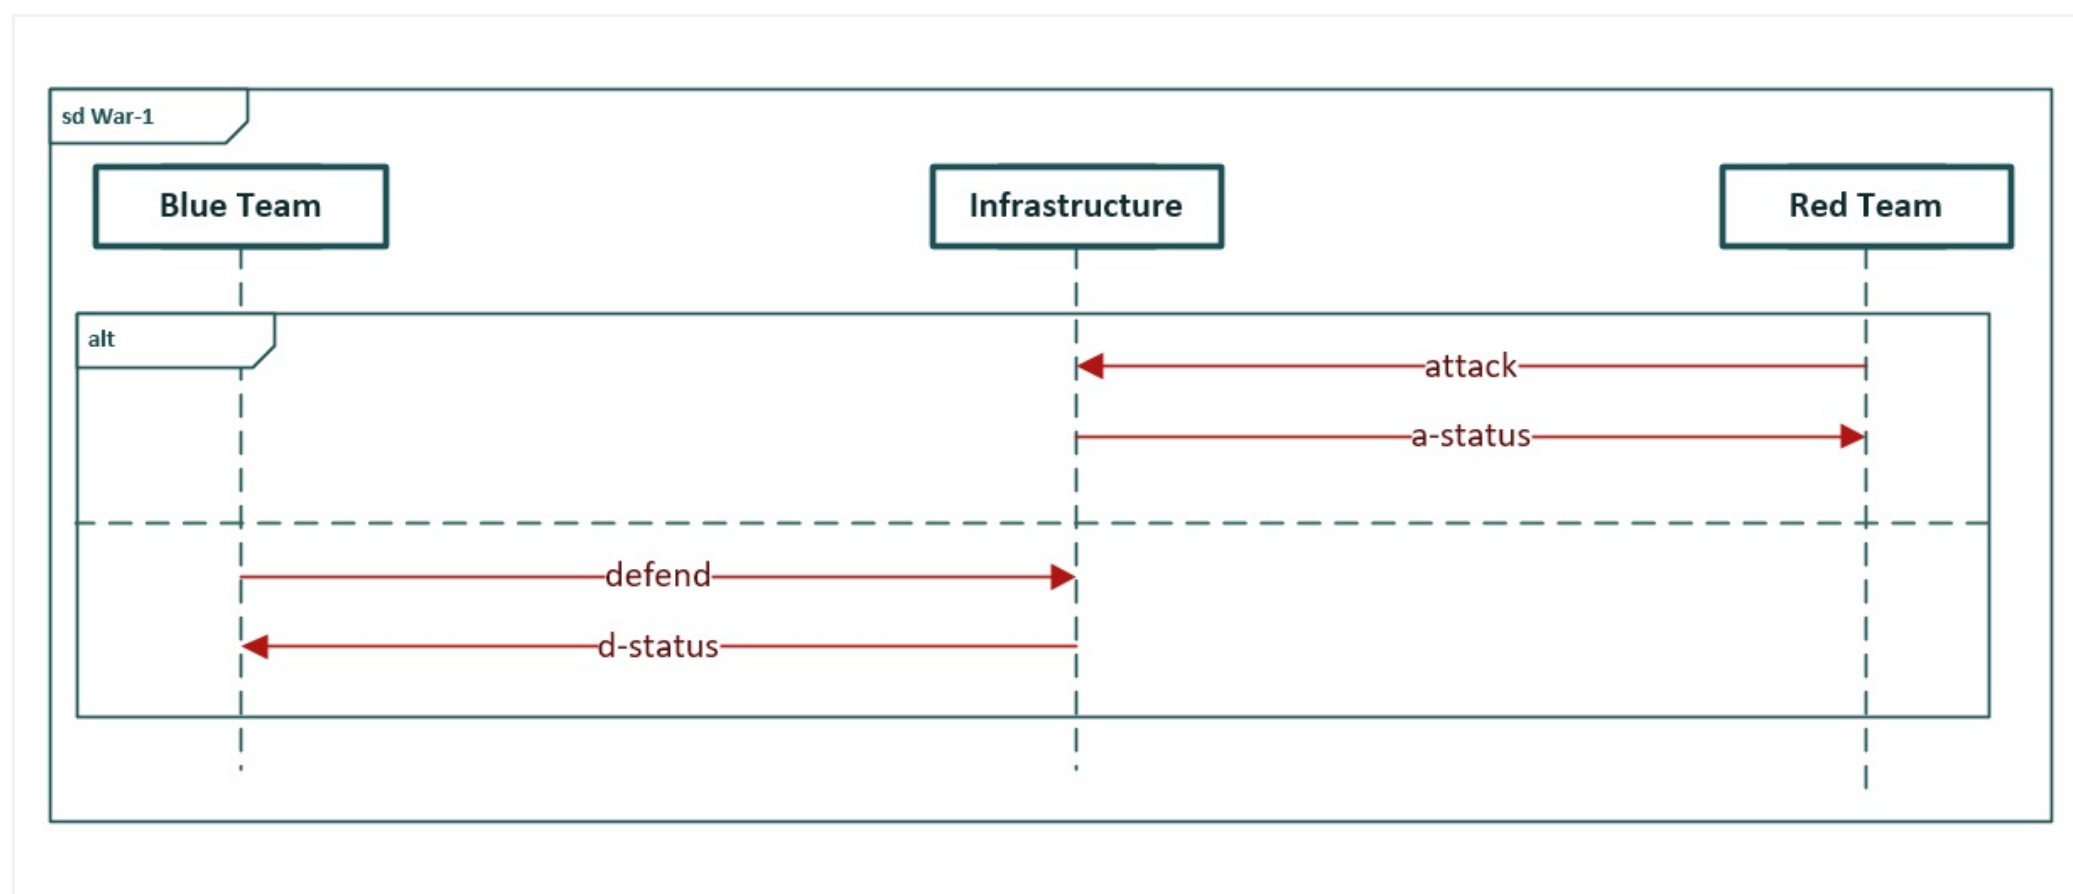 sd War-1
Blue Team
Infrastructure
Red Team
alt
attack
a-status
defend
d-status